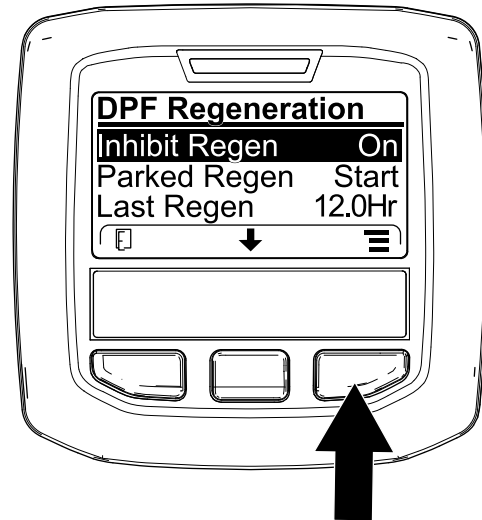 DPF Regeneration
Inhibit Regen On
Parked Regen Start
Last Regen 12.0Hr